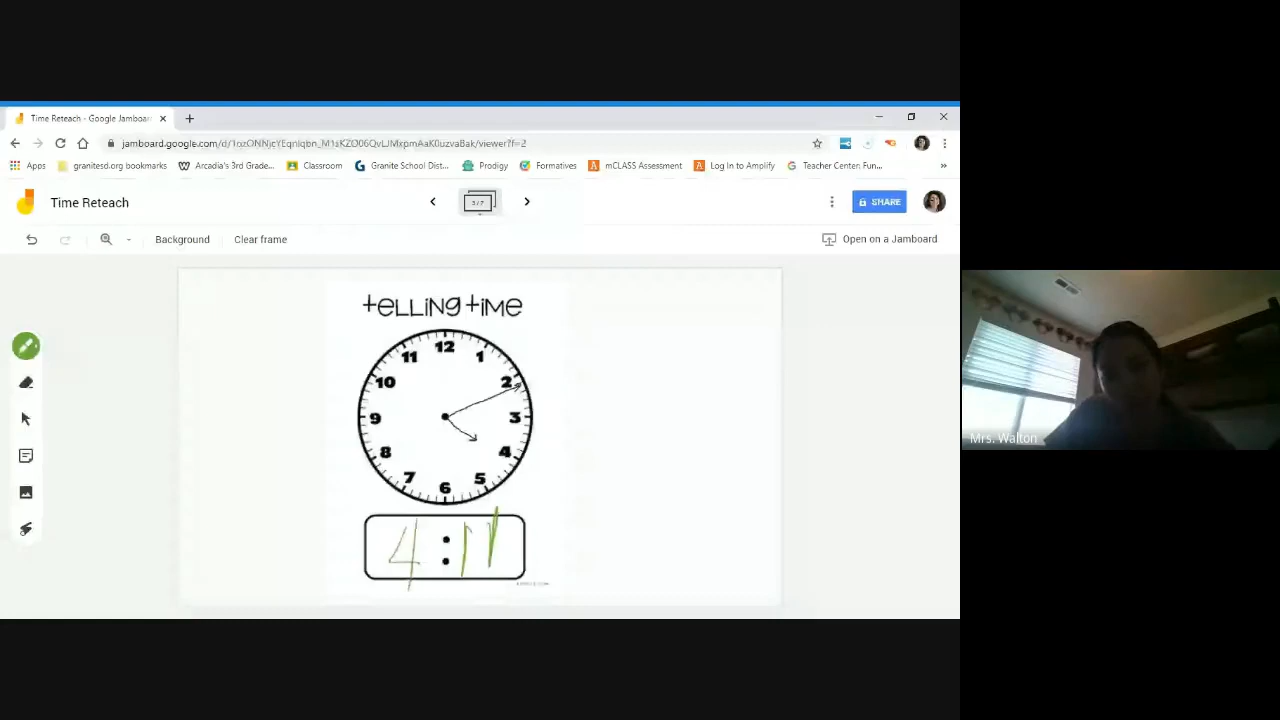 Time Reteach - Google Jamboard
granitesd.org bookmarks
Apps
Arcadia's 3rd Grade...
Classroom
Granite School Dist...
Prodigy
Formatives
mCLASS Assessment
Log In to Amplify
Teacher Center: Fun...
»
Time Reteach
3 / 7
SHARE
Background
Clear frame
Open on a Jamboard
telling time
12
11
1
10
2
9
3
8
4
7
5
6
4:11
Mrs. Walton